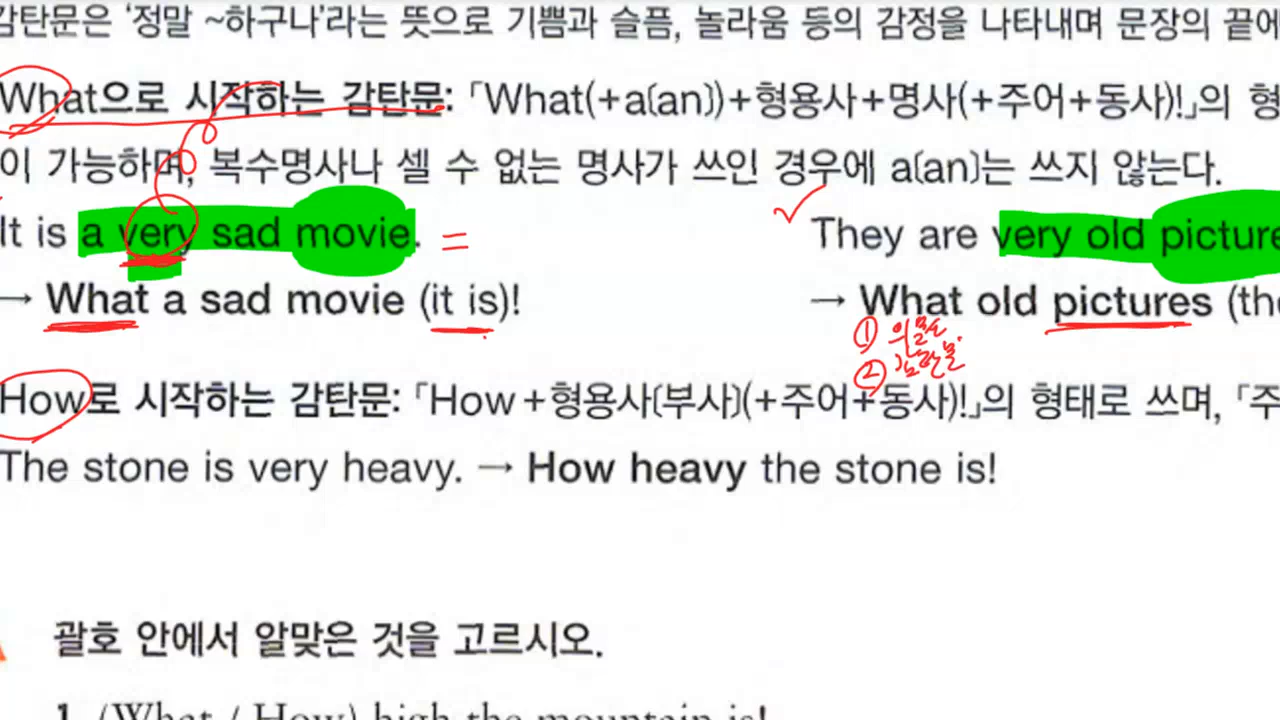 감탄문은 '정말 ~하구나'라는 뜻으로 기쁨과 슬픔, 놀라움 등의 감정을 나타내며 문장의 끝에
What으로 시작하는 감탄문: 「What(+a(an))+형용사+명사(+주어+동사)!」의 형
이 가능하며, 복수명사나 셀 수 없는 명사가 쓰인 경우에 a(an)는 쓰지 않는다.
It is a very sad movie. =
They are very old picture
→ What a sad movie (it is)!
→ What old pictures (the
① 의문사
② 감탄문
How로 시작하는 감탄문: 「How+형용사(부사)(+주어+동사)!」의 형태로 쓰며, 「주
The stone is very heavy. → How heavy the stone is!
괄호 안에서 알맞은 것을 고르시오.
1 (What / How) high the mountain is!